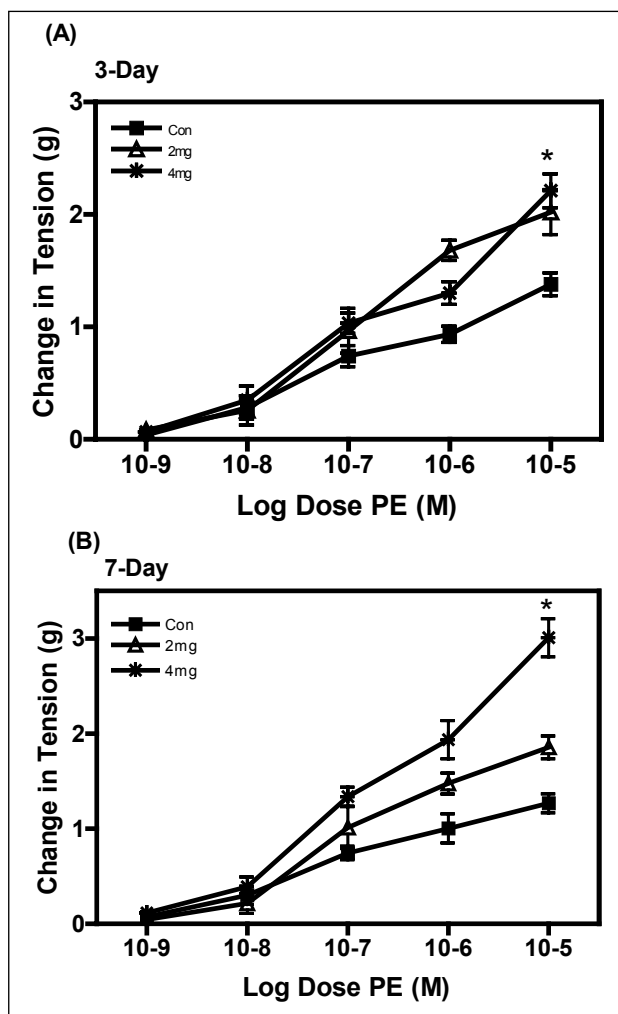 (A)
3-Day
3
Con
2mg
4mg
*
2
1
0
Change in Tension (g)
10-9 10-8 10-7 10-6 10-5
Log Dose PE (M)
(B)
7-Day
Con
2mg
4mg
*
3
2
1
0
Change in Tension (g)
10-9 10-8 10-7 10-6 10-5
Log Dose PE (M)